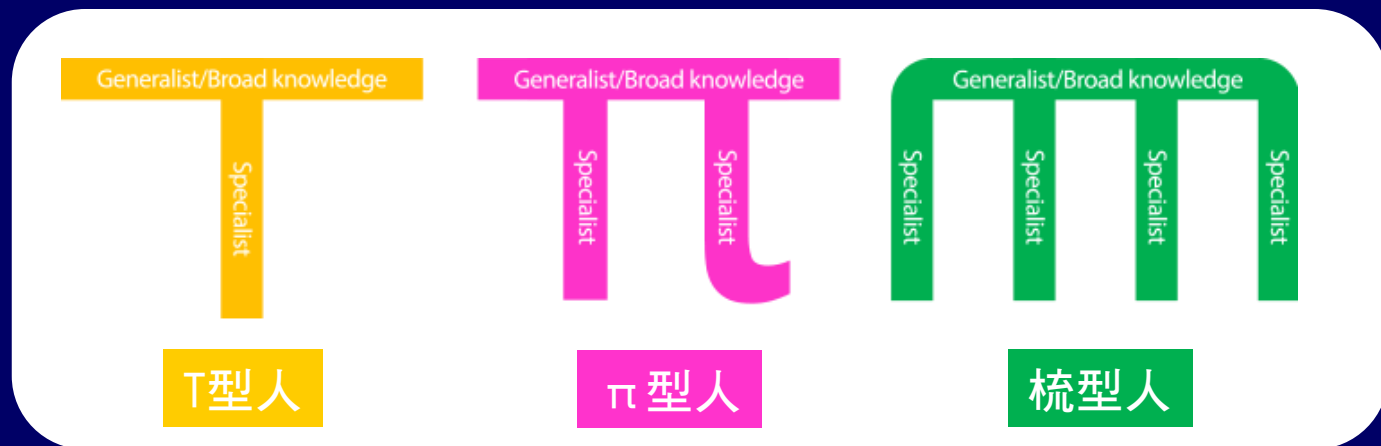 Generalist/Broad knowledge
Specialist
T型人
Generalist/Broad knowledge
Specialist
Specialist
π型人
Generalist/Broad knowledge
Specialist
Specialist
Specialist
Specialist
梳型人